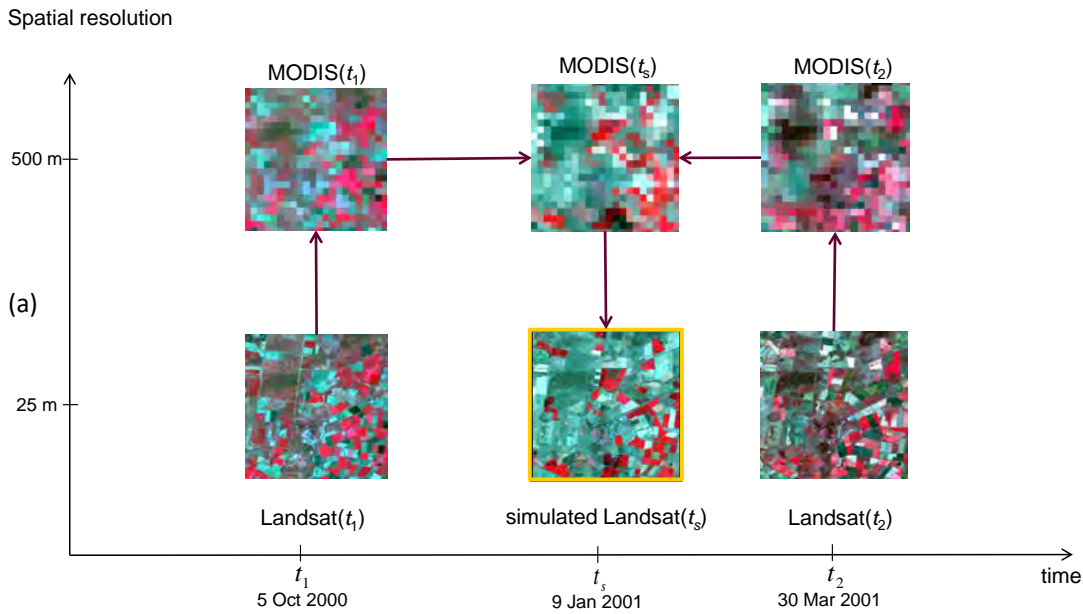 Spatial resolution
MODIS(t1)
MODIS(ts)
MODIS(t2)
500 m
(a)
25 m
Landsat(t1)
simulated Landsat(ts)
Landsat(t2)
t1
ts
t2
time
5 Oct 2000
9 Jan 2001
30 Mar 2001